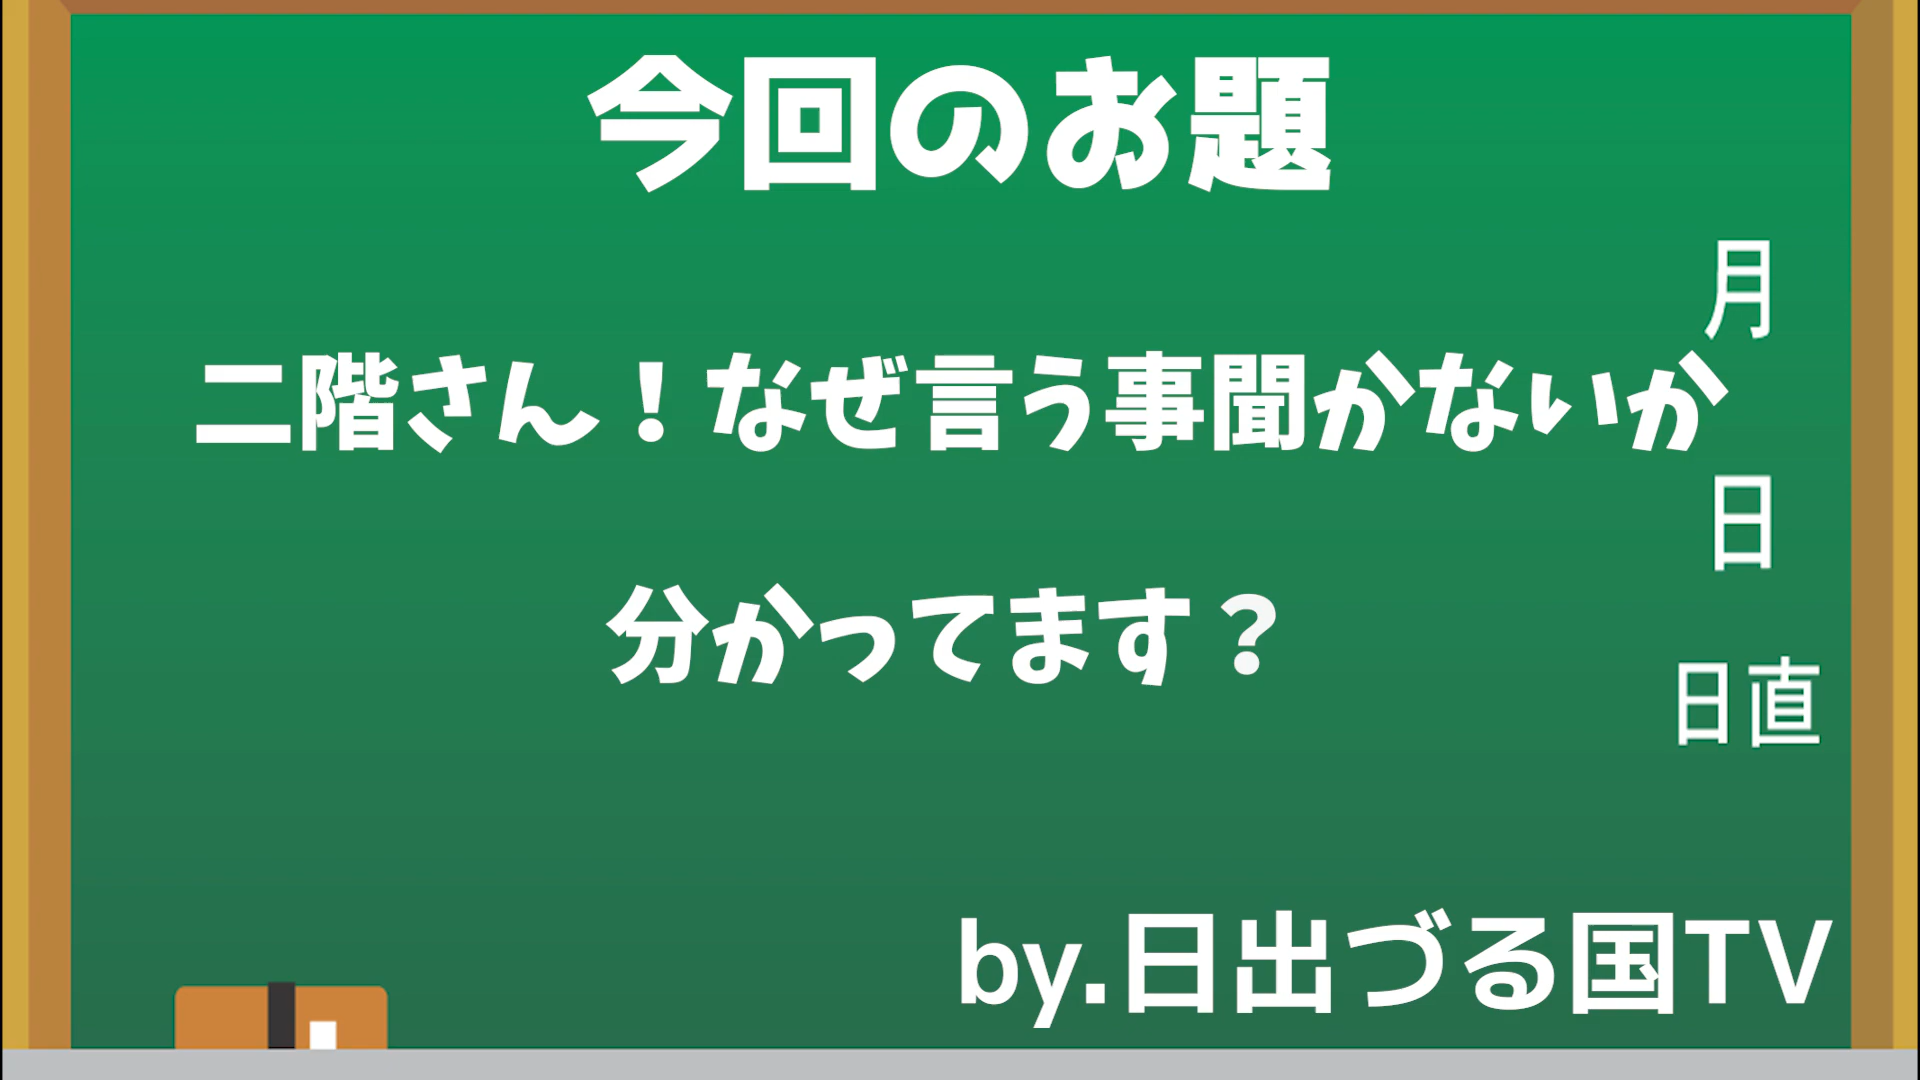 今回のお題
二階さん！なぜ言う事聞かないか
分かってます？
月
日
日直
by.日出づる国TV